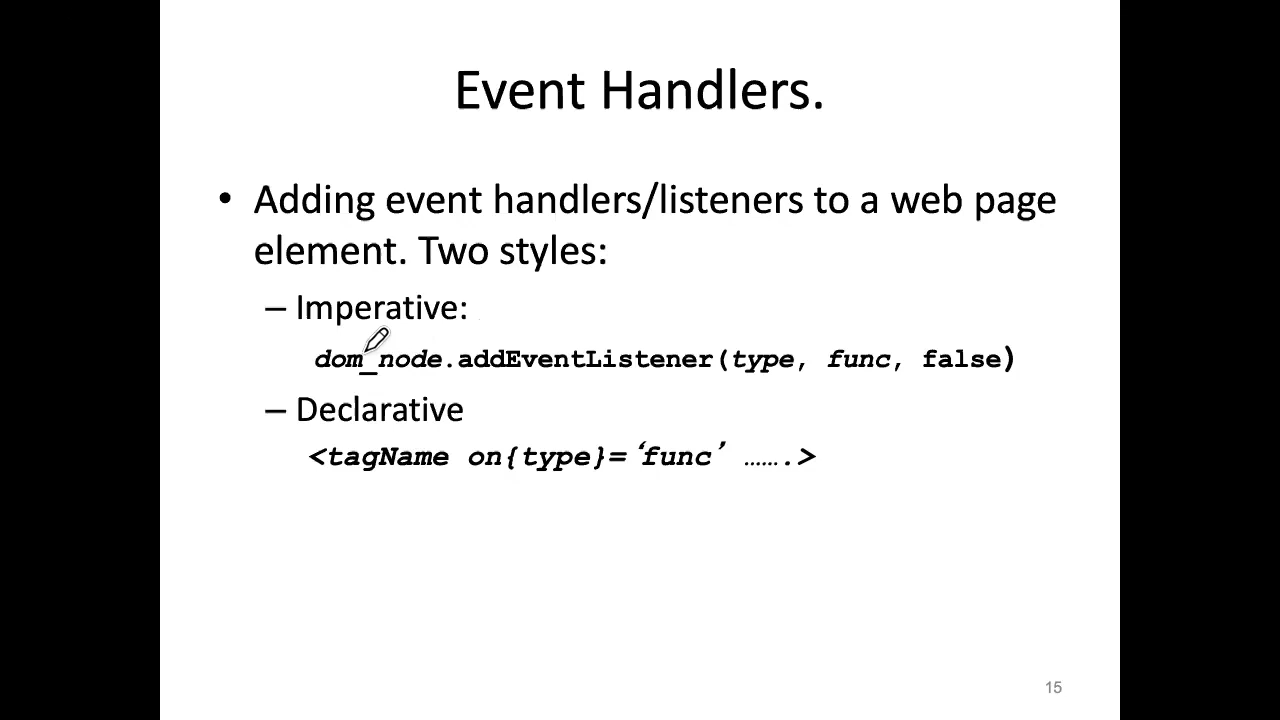 Event Handlers.
• Adding event handlers/listeners to a web page
element. Two styles:
– Imperative:
dom_node.addEventListener(type, func, false)
– Declarative
<tagName on{type}=‘func’ …….>
15